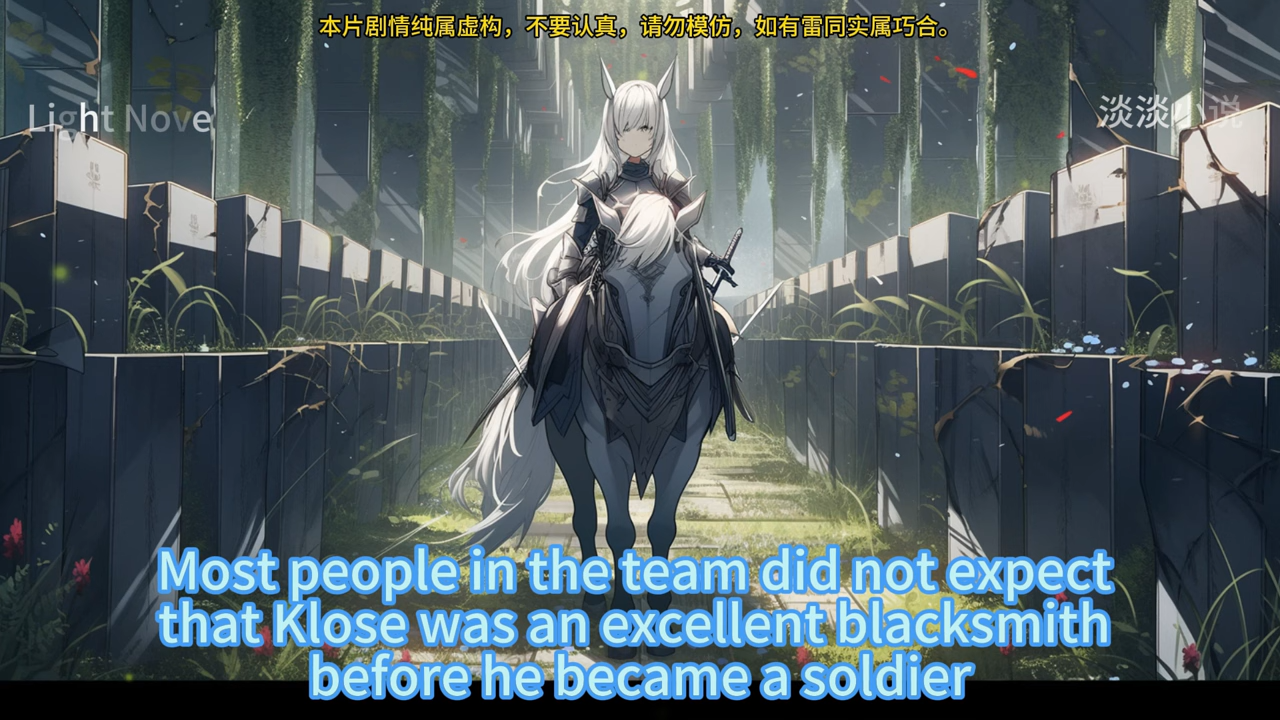 本片剧情纯属虚构，不要认真，请勿模仿，如有雷同实属巧合。
Light Nove
淡淡小说
Most people in the team did not expect
that Klose was an excellent blacksmith
before he became a soldier